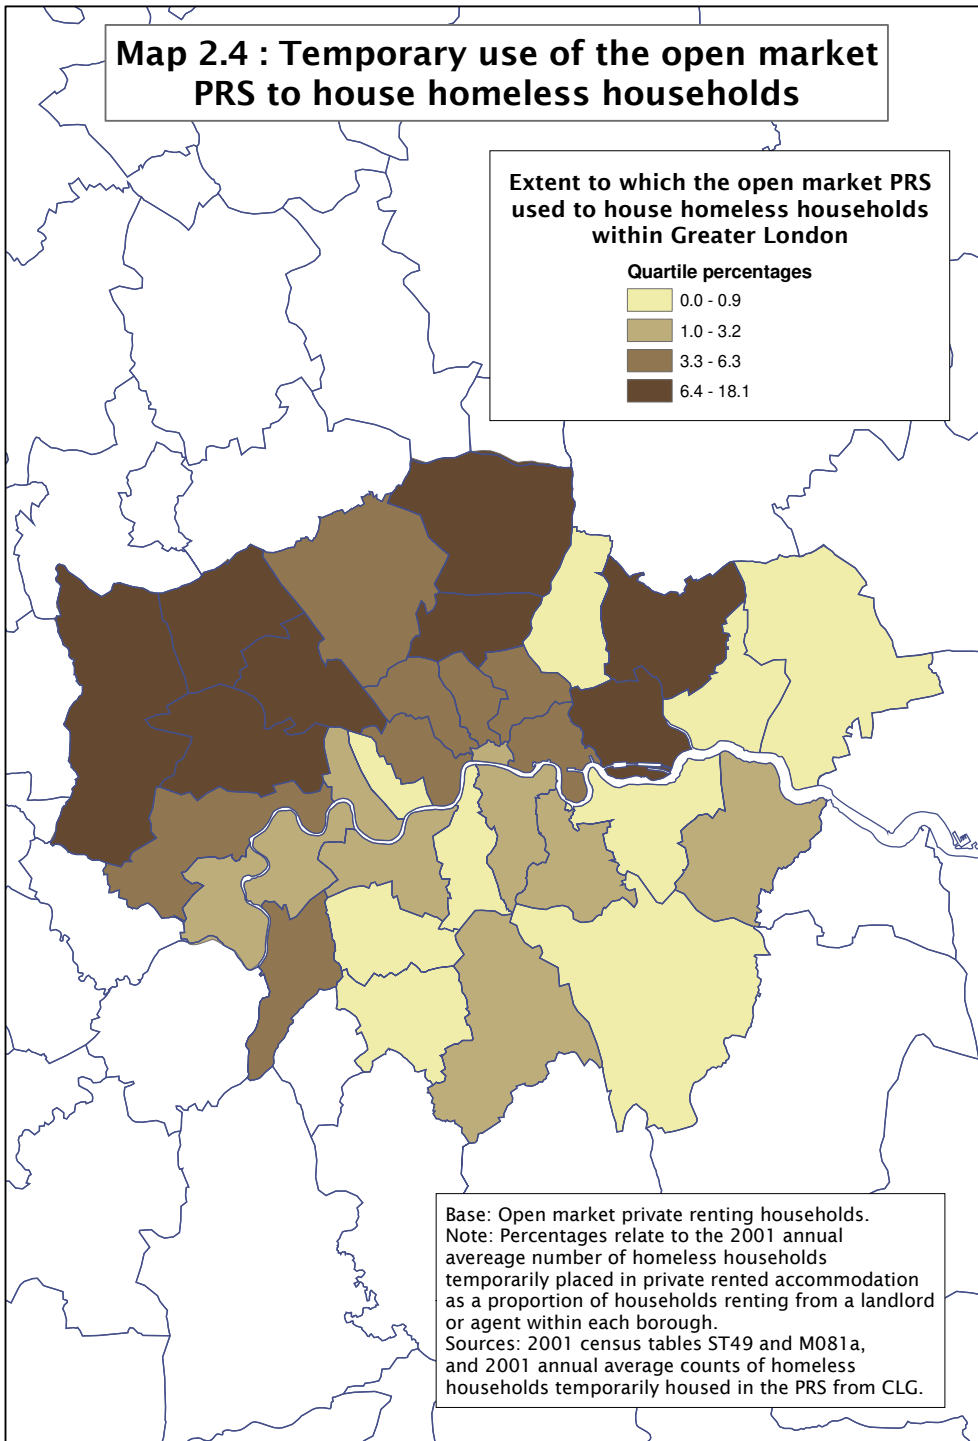 Map 2.4 : Temporary use of the open market
PRS to house homeless households
Extent to which the open market PRS
used to house homeless households
within Greater London
Quartile percentages
0.0 - 0.9
1.0 - 3.2
3.3 - 6.3
6.4 - 18.1
Base: Open market private renting households.
Note: Percentages relate to the 2001 annual
avereage number of homeless households
temporarily placed in private rented accommodation
as a proportion of households renting from a landlord
or agent within each borough.
Sources: 2001 census tables ST49 and M081a,
and 2001 annual average counts of homeless
households temporarily housed in the PRS from CLG.